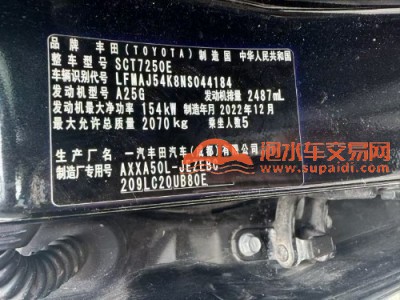 品牌 丰田(TOYOTA) 制造国 中华人民共和国
整车型号 SCT7250E
车辆识别代号 LFMAJ54K8NS044184
发动机型号 A25G 发动机排量 2487mL
发动机最大净功率 154kW 制造年月 2022年12月
最大允许总质量 2070kg 乘坐人数5
泗水车交易网
www.supaidi.com
生产厂名 一汽丰田汽车(成都)有限公司
制造厂专用号 AXXA50L-JEZEBC
209LC20UB80E